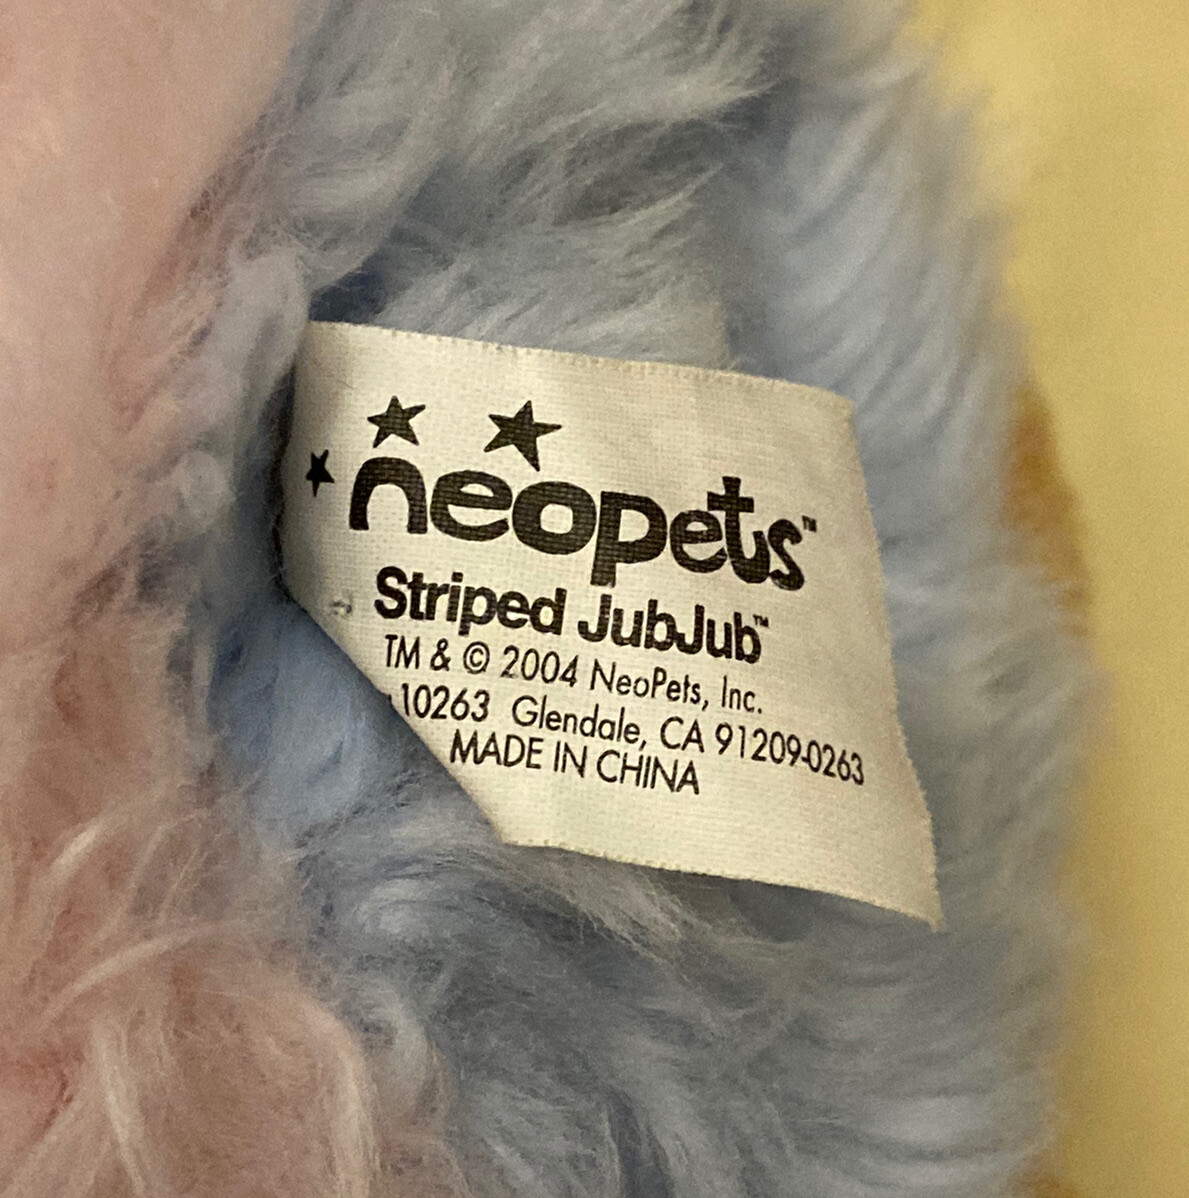 neopets™
Striped JubJub™
TM & © 2004 NeoPets, Inc.
10263 Glendale, CA 91209-0263
MADE IN CHINA